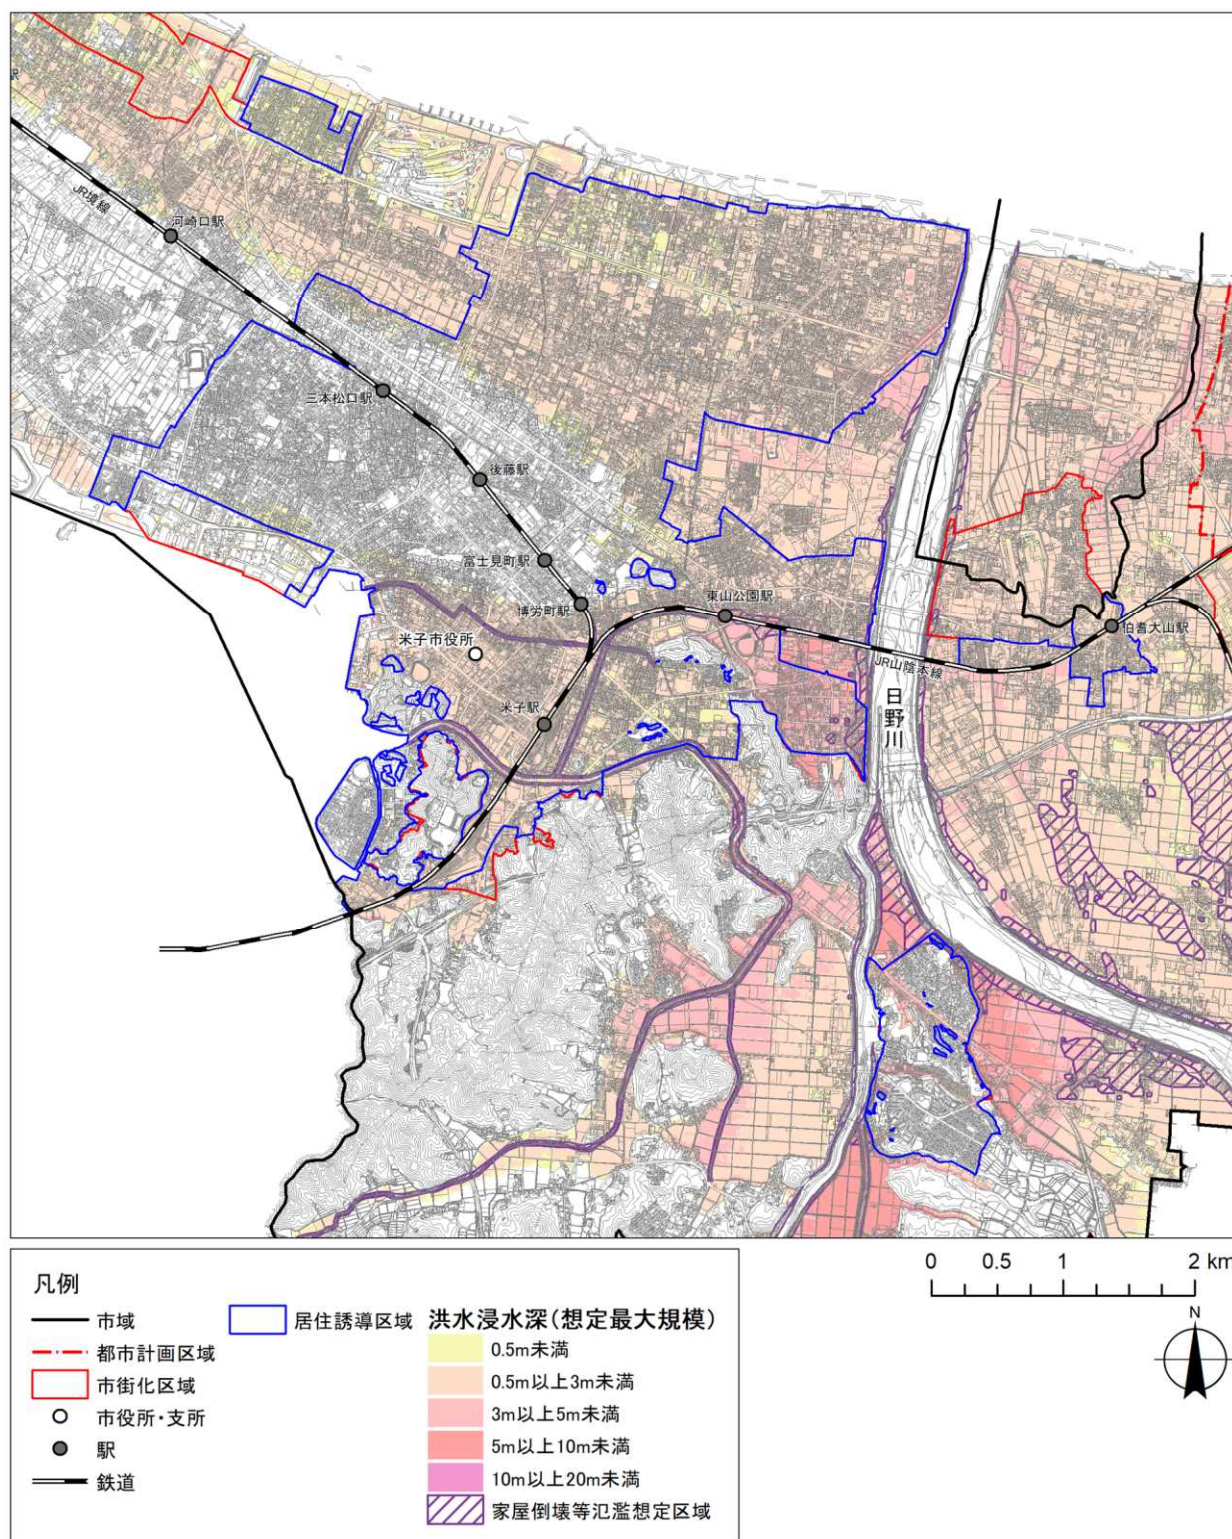 駅
JR境線
河崎口駅
三本松口駅
後藤駅
富士見町駅
博労町駅
東山公園駅
伯耆大山駅
米子市役所
JR山陰本線
米子駅
日野川
凡例
市域
都市計画区域
市街化区域
市役所・支所
駅
鉄道
居住誘導区域
洪水浸水深(想定最大規模)
0.5m未満
0.5m以上3m未満
3m以上5m未満
5m以上10m未満
10m以上20m未満
家屋倒壊等氾濫想定区域
0 0.5 1 2 km
N